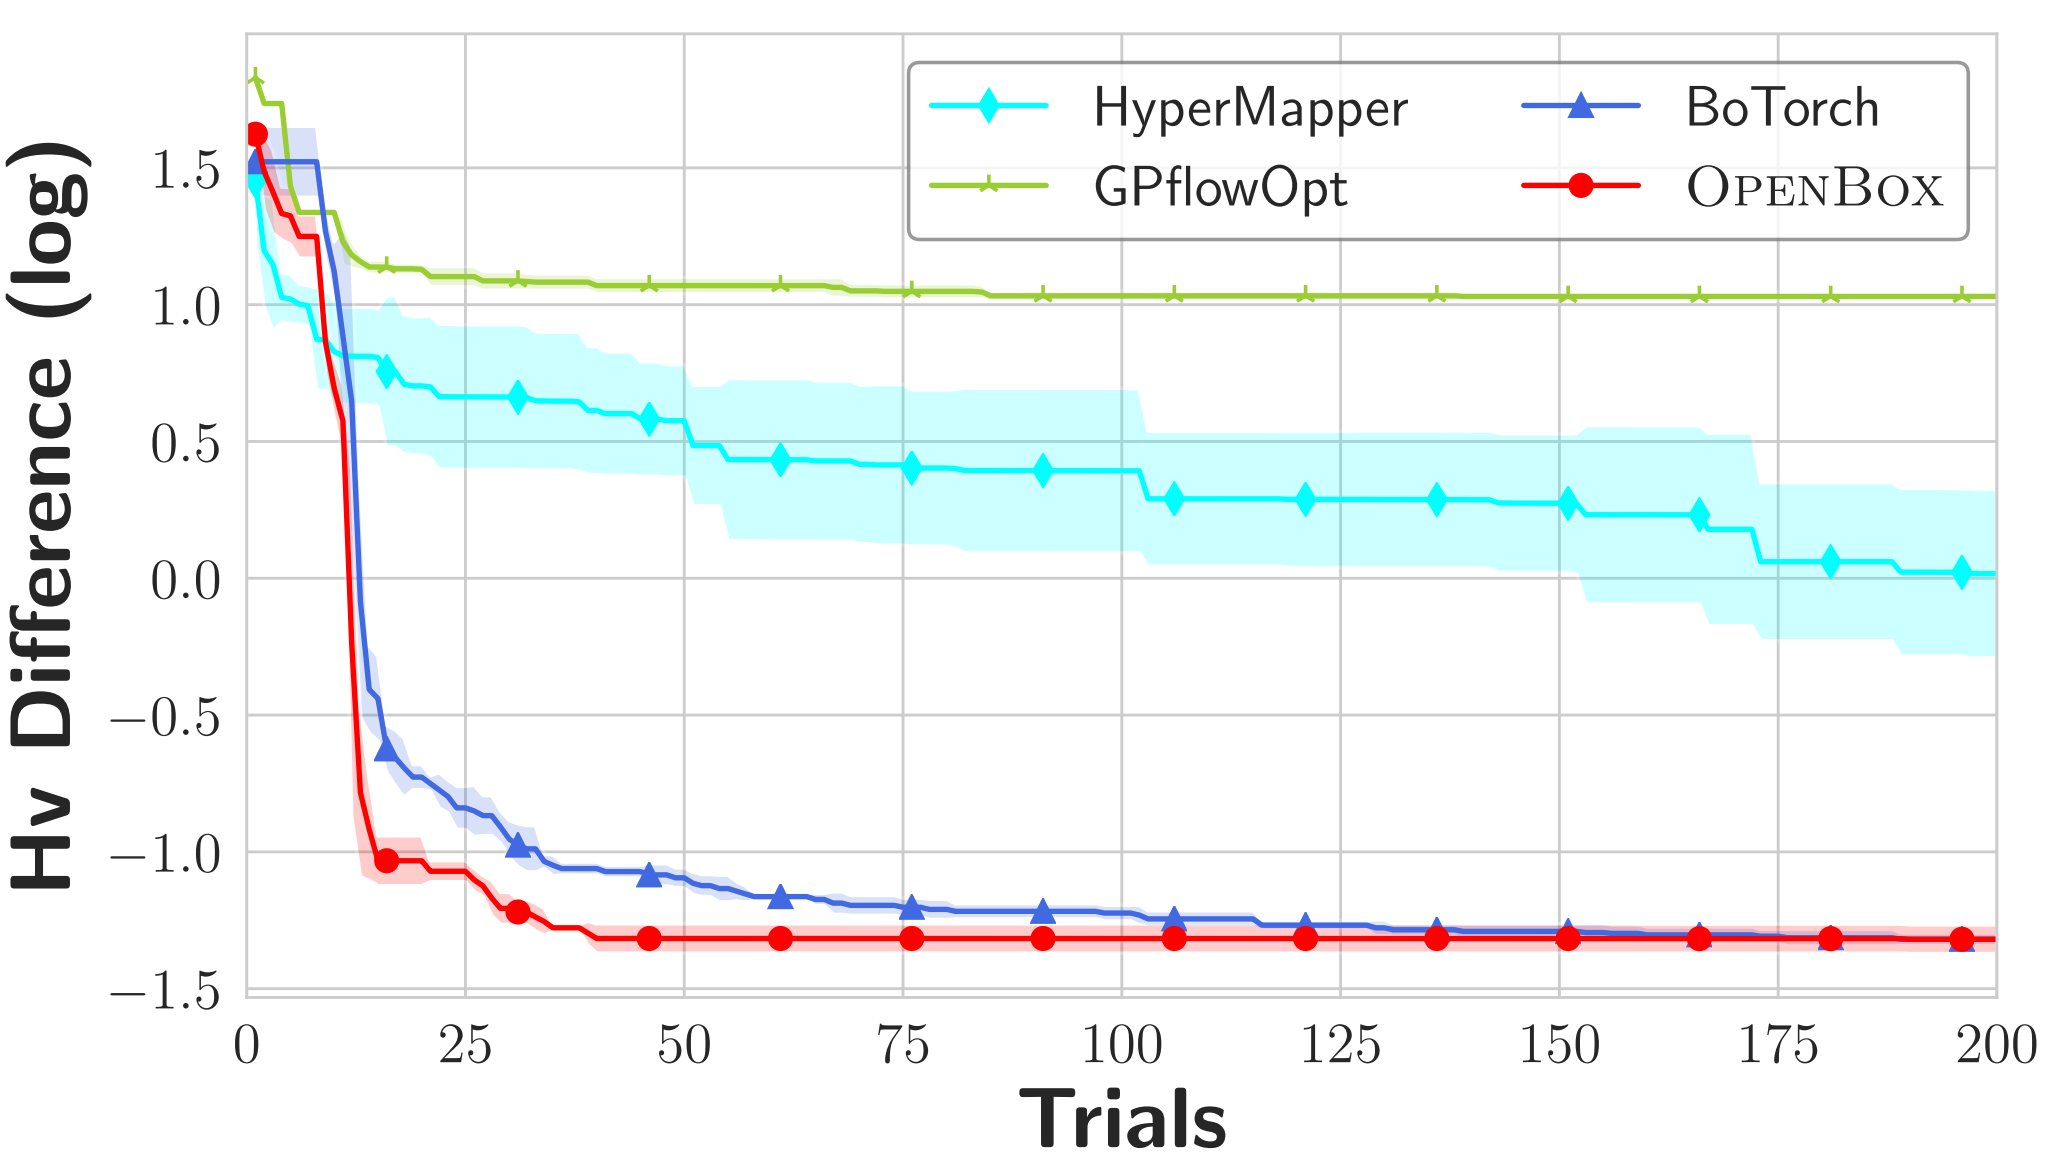 HyperMapper
BoTorch
GPflowOpt
OPENBOX
Hv Difference (log)
1.5
1.0
0.5
0.0
−0.5
−1.0
−1.5
0 25 50 75 100 125 150 175 200
Trials